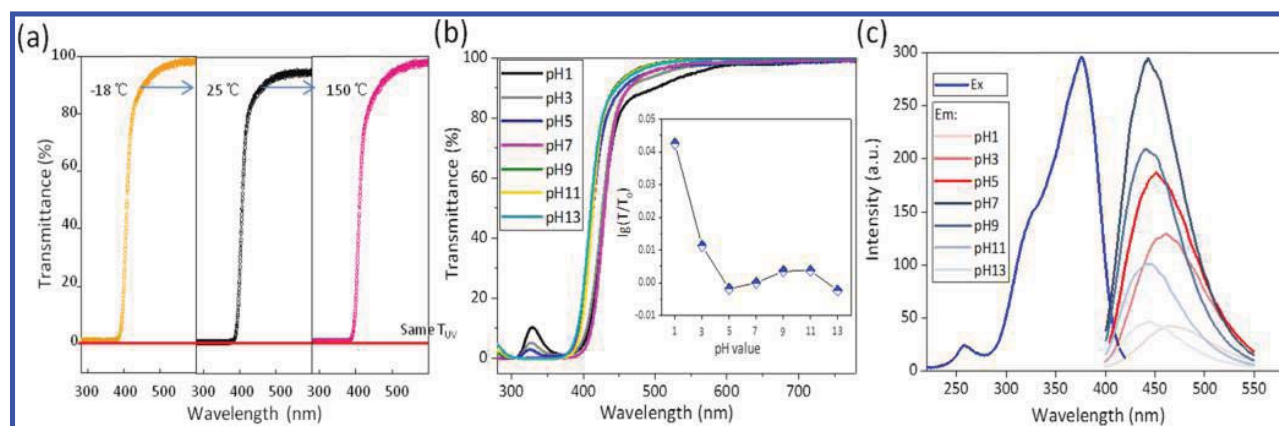 (a)
100
80
60
40
20
0
Transmittance (%)
-18℃
25℃
150℃
Same T_UV
300 400 500 300 400 500 300 400 500
Wavelength (nm)
(b)
100
80
60
40
20
0
Transmittance (%)
pH1
pH3
pH5
pH7
pH9
pH11
pH13
0.05
0.04
0.03
0.02
0.01
0.00
-0.01
lg(T/T₀)
1 3 5 7 9 11 13
pH value
300 400 500 600 700
Wavelength (nm)
(c)
300
250
200
150
100
50
0
Intensity (a.u.)
Ex
Em:
pH1
pH3
pH5
pH7
pH9
pH11
pH13
250 300 350 400 450 500 550
Wavelength (nm)